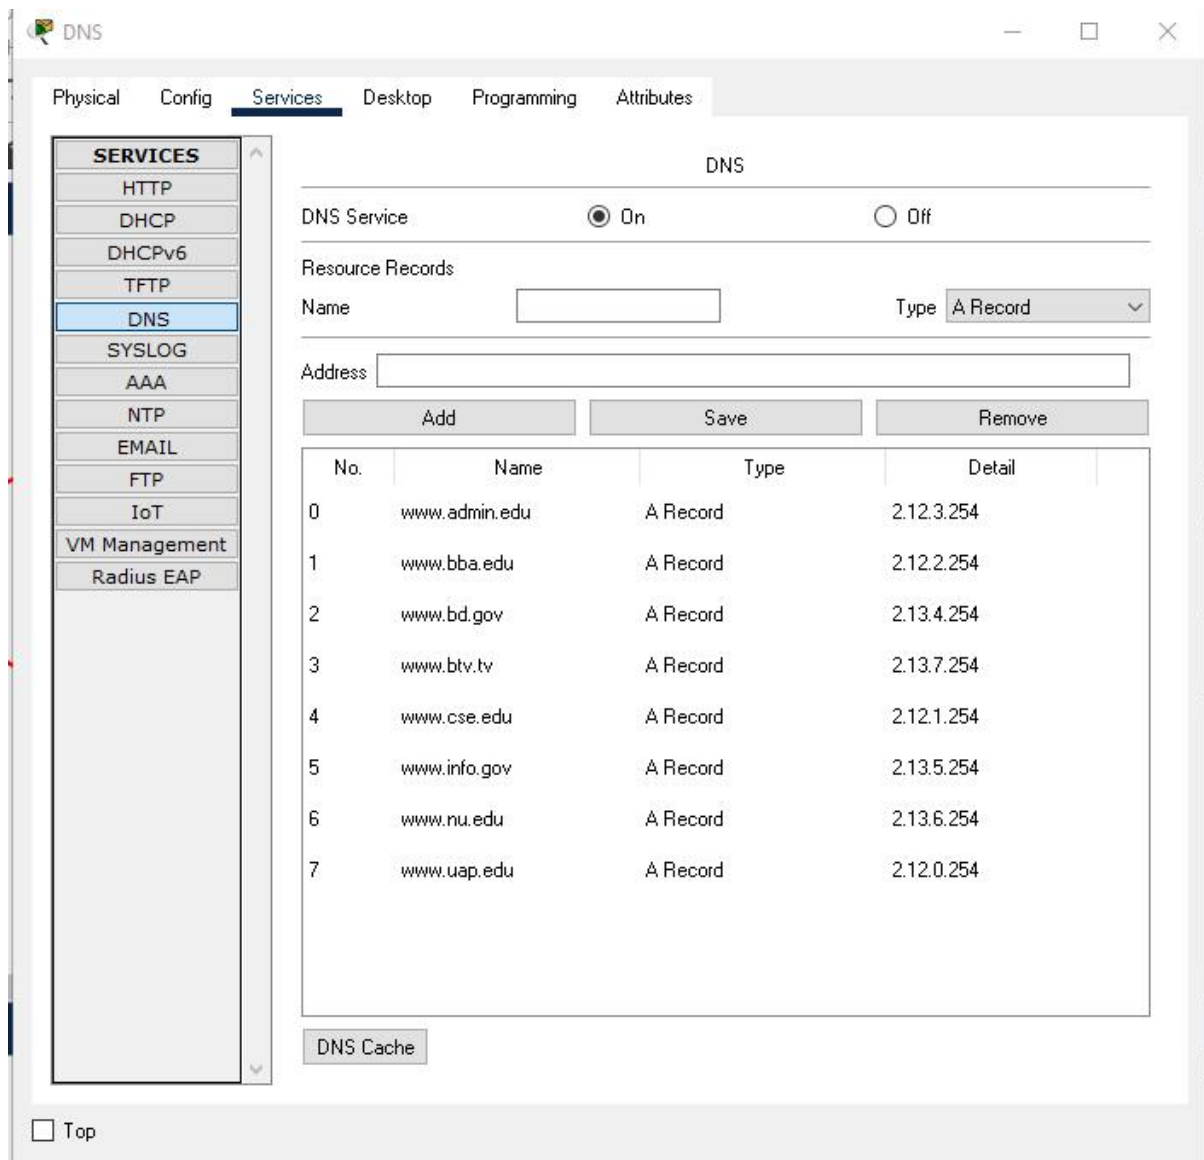 DNS
Physical Config Services Desktop Programming Attributes
SERVICES
HTTP
DHCP
DHCPv6
TFTP
DNS
SYSLOG
AAA
NTP
EMAIL
FTP
IoT
VM Management
Radius EAP
DNS
DNS Service On Off
Resource Records
Name Type A Record
Address
Add Save Remove
No. Name Type Detail
0 www.admin.edu A Record 2.12.3.254
1 www.bba.edu A Record 2.12.2.254
2 www.bd.gov A Record 2.13.4.254
3 www.btv.tv A Record 2.13.7.254
4 www.cse.edu A Record 2.12.1.254
5 www.info.gov A Record 2.13.5.254
6 www.nu.edu A Record 2.13.6.254
7 www.uap.edu A Record 2.12.0.254
DNS Cache
Top